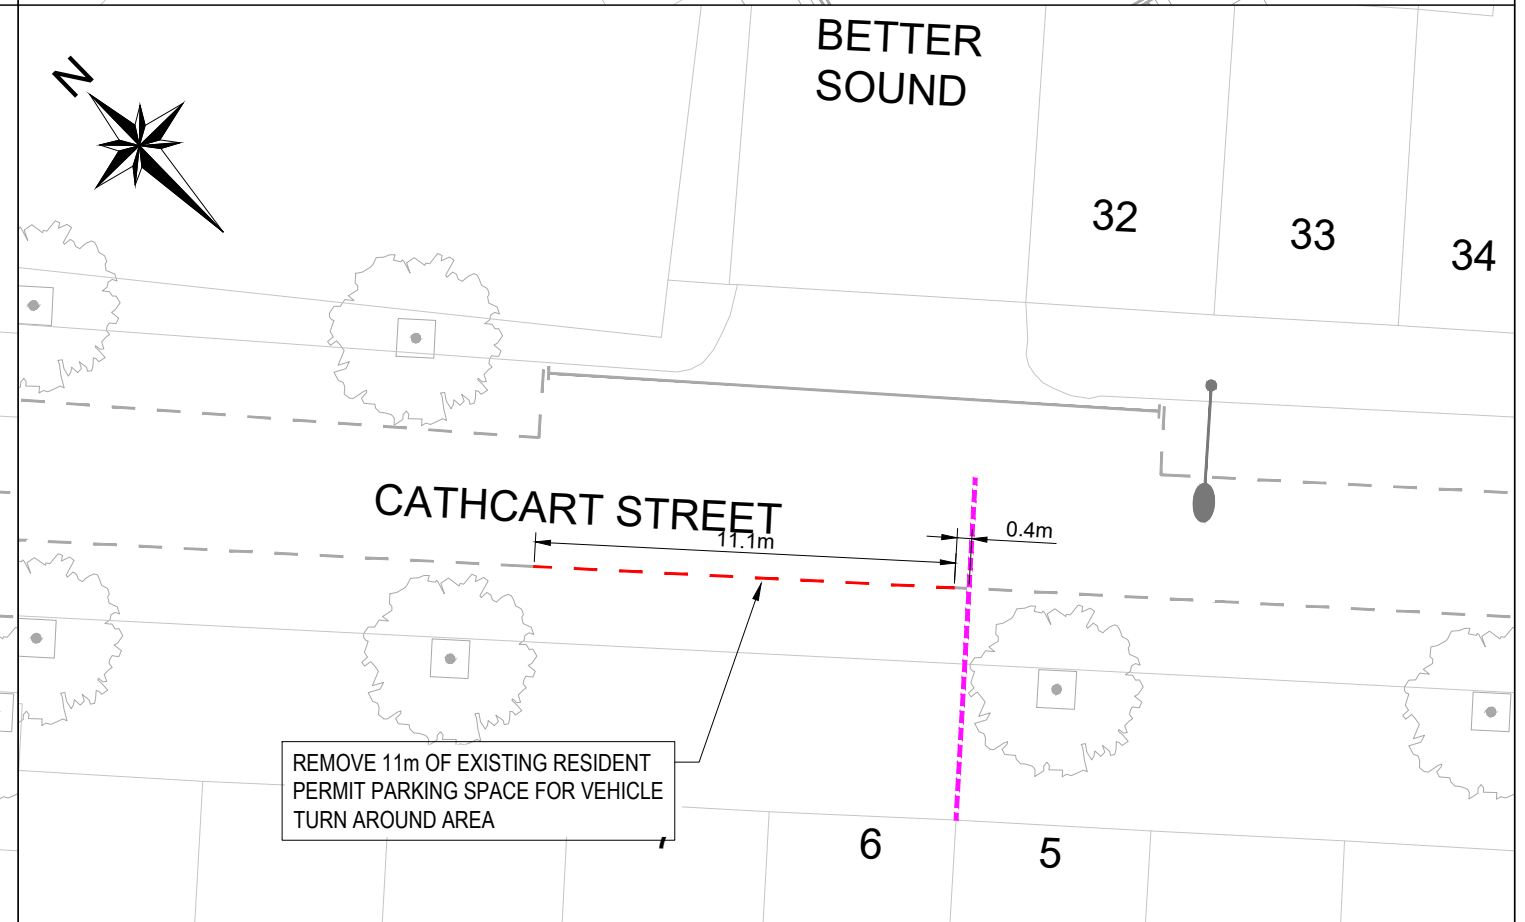 BETTER
SOUND
N
32
33
34
CATHCART STREET
11.1m
0.4m
REMOVE 11m OF EXISTING RESIDENT
PERMIT PARKING SPACE FOR VEHICLE
TURN AROUND AREA
6
5